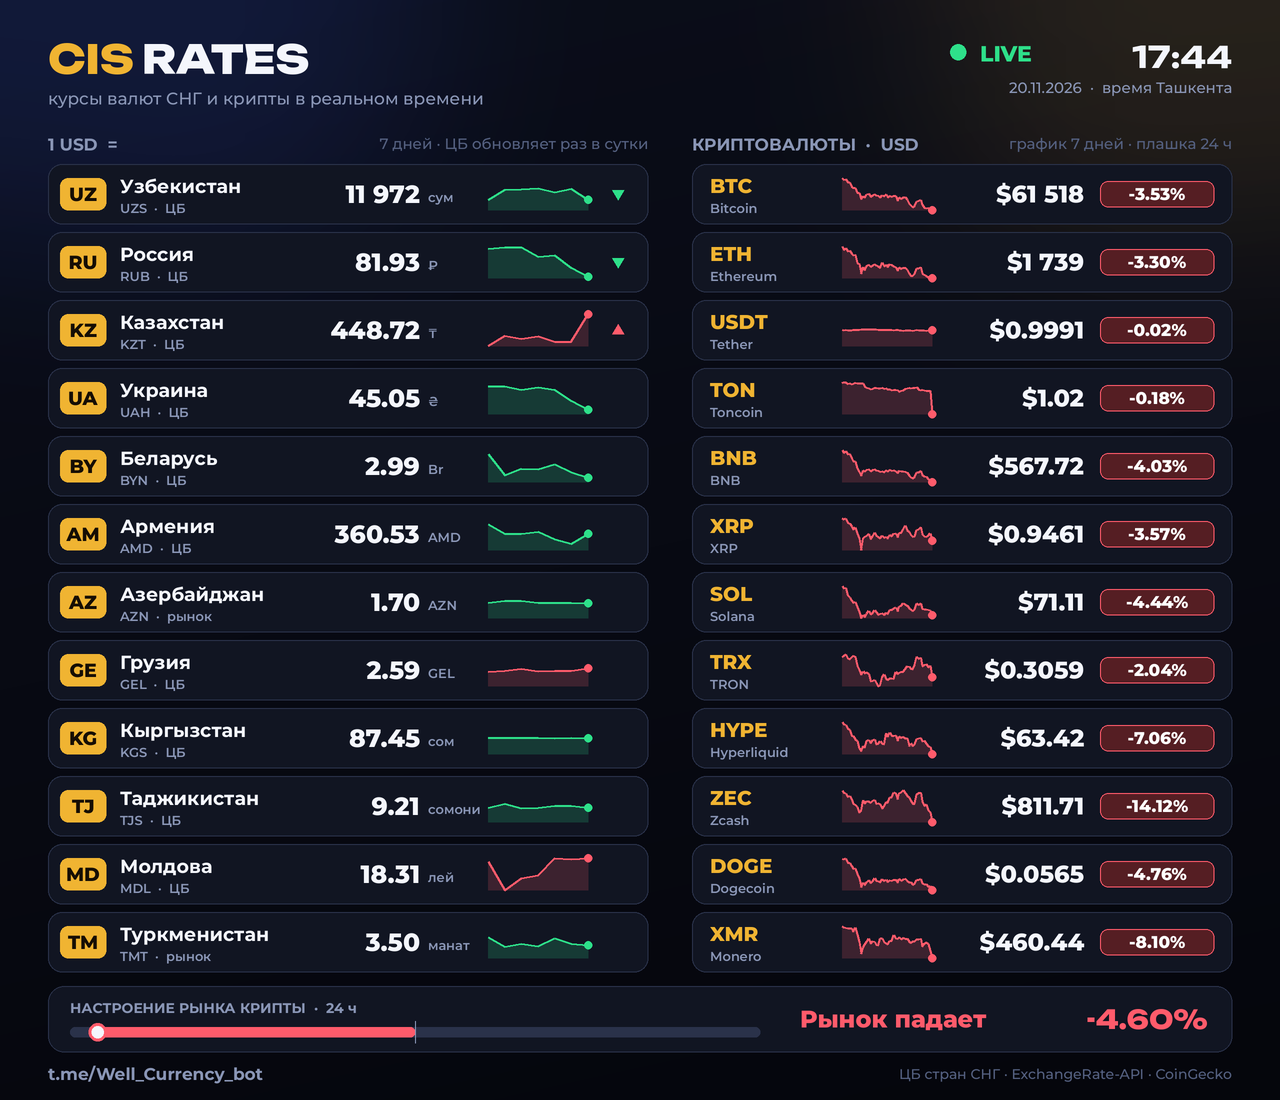 CIS RATES
курсы валют СНГ и крипты в реальном времени
LIVE
17:44
20.11.2026 · время Ташкента
1 USD =
7 дней · ЦБ обновляет раз в сутки
UZ Узбекистан 11 972 сум
UZS · ЦБ
RU Россия 81.93 ₽
RUB · ЦБ
KZ Казахстан 448.72 ₸
KZT · ЦБ
UA Украина 45.05 ₴
UAH · ЦБ
BY Беларусь 2.99 Br
BYN · ЦБ
AM Армения 360.53 AMD
AMD · ЦБ
AZ Азербайджан 1.70 AZN
AZN · рынок
GE Грузия 2.59 GEL
GEL · ЦБ
KG Кыргызстан 87.45 сом
KGS · ЦБ
TJ Таджикистан 9.21 сомони
TJS · ЦБ
MD Молдова 18.31 лей
MDL · ЦБ
TM Туркменистан 3.50 манат
TMT · рынок
КРИПТОВАЛЮТЫ · USD
график 7 дней · плашка 24 ч
BTC $61 518 -3.53%
Bitcoin
ETH $1 739 -3.30%
Ethereum
USDT $0.9991 -0.02%
Tether
TON $1.02 -0.18%
Toncoin
BNB $567.72 -4.03%
BNB
XRP $0.9461 -3.57%
XRP
SOL $71.11 -4.44%
Solana
TRX $0.3059 -2.04%
TRON
HYPE $63.42 -7.06%
Hyperliquid
ZEC $811.71 -14.12%
Zcash
DOGE $0.0565 -4.76%
Dogecoin
XMR $460.44 -8.10%
Monero
НАСТРОЕНИЕ РЫНКА КРИПТЫ · 24 ч
Рынок падает -4.60%
t.me/Well_Currency_bot
ЦБ стран СНГ · ExchangeRate-API · CoinGecko